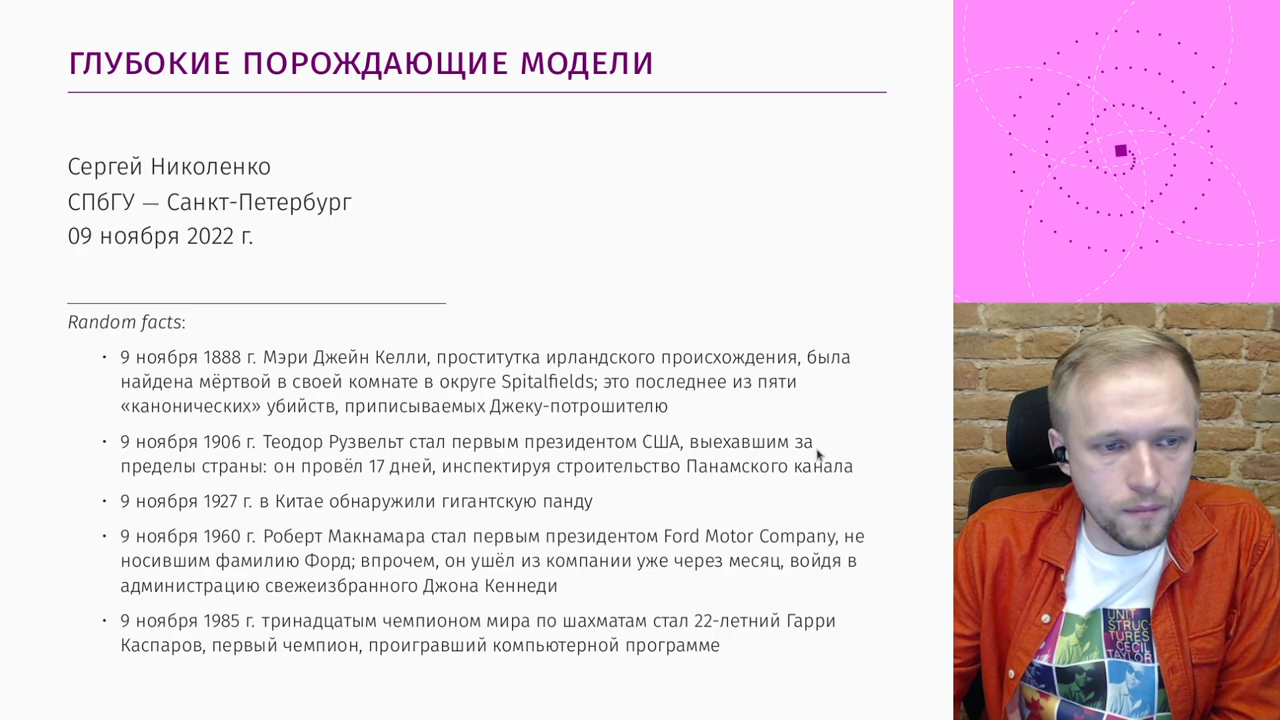 ГЛУБОКИЕ ПОРОЖДАЮЩИЕ МОДЕЛИ
Сергей Николенко
СПбГУ — Санкт-Петербург
09 ноября 2022 г.
Random facts:
• 9 ноября 1888 г. Мэри Джейн Келли, проститутка ирландского происхождения, была
найдена мёртвой в своей комнате в округе Spitalfields; это последнее из пяти
«канонических» убийств, приписываемых Джеку-потрошителю
• 9 ноября 1906 г. Теодор Рузвельт стал первым президентом США, выехавшим за
пределы страны: он провёл 17 дней, инспектируя строительство Панамского канала
• 9 ноября 1927 г. в Китае обнаружили гигантскую панду
• 9 ноября 1960 г. Роберт Макнамара стал первым президентом Ford Motor Company, не
носившим фамилию Форд; впрочем, он ушёл из компании уже через месяц, войдя в
администрацию свежеизбранного Джона Кеннеди
• 9 ноября 1985 г. тринадцатым чемпионом мира по шахматам стал 22-летний Гарри
Каспаров, первый чемпион, проигравший компьютерной программе
UNIT
STRUC-
TURES
CECIL
TAYLOR